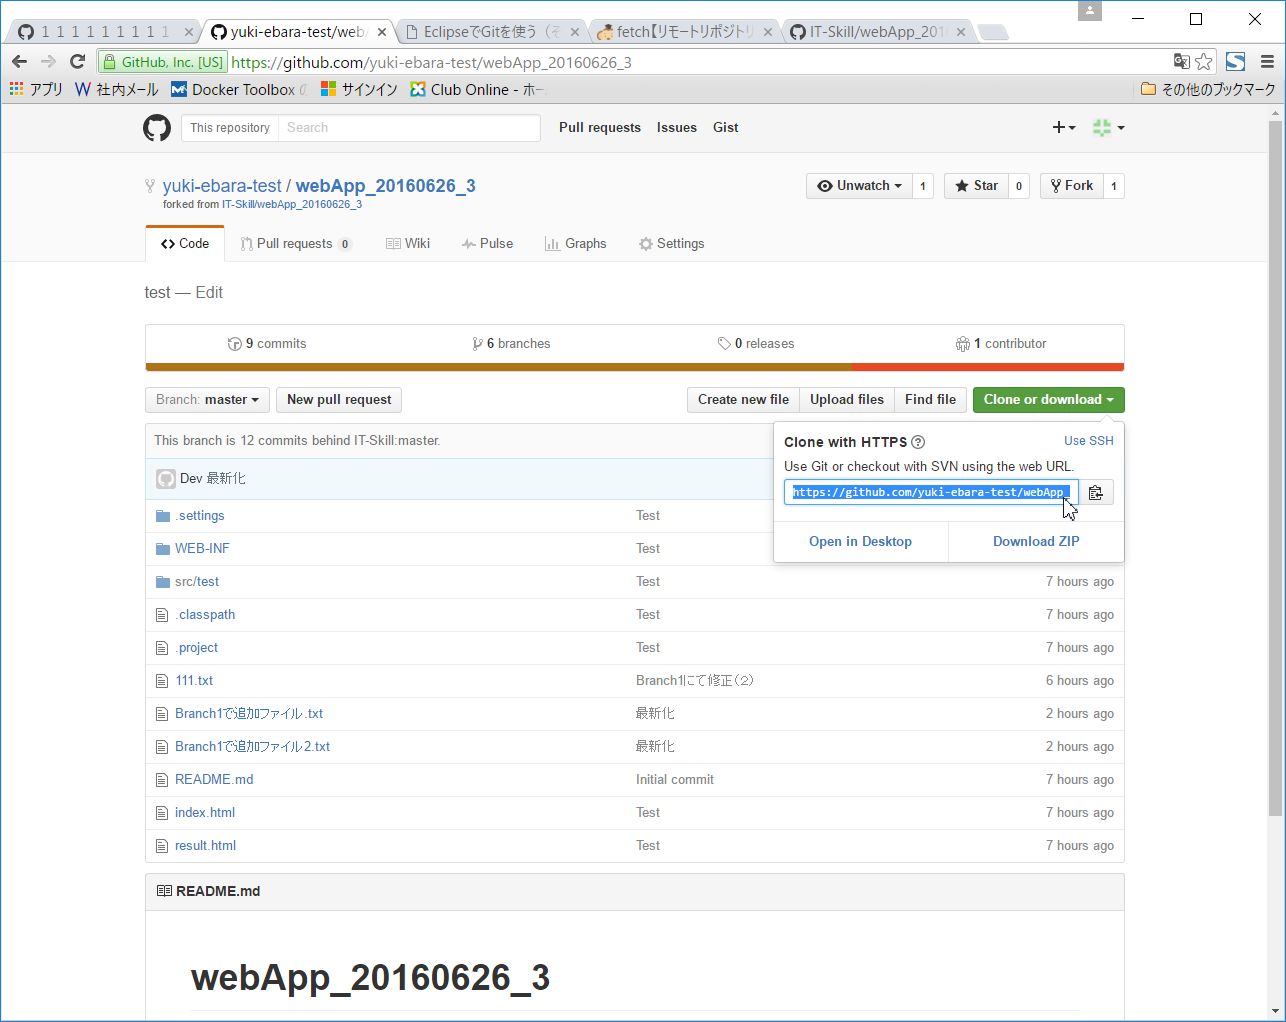 1 1 1 1 1 1 1 1 1
yuki-ebara-test/web
EclipseでGitを使う（そ
fetch【リモートリポジトリ
IT-Skill/webApp_201
GitHub, Inc. [US] https://github.com/yuki-ebara-test/webApp_20160626_3
アプリ 社内メール Docker Toolbox サインイン Club Online - ホー その他のブックマーク
This repository Search Pull requests Issues Gist
yuki-ebara-test / webApp_20160626_3
Unwatch 1 Star 0 Fork 1
forked from IT-Skill/webApp_20160626_3
Code Pull requests 0 Wiki Pulse Graphs Settings
test — Edit
9 commits 6 branches 0 releases 1 contributor
Branch: master New pull request Create new file Upload files Find file Clone or download
This branch is 12 commits behind IT-Skill:master.
Clone with HTTPS Use SSH
Use Git or checkout with SVN using the web URL.
https://github.com/yuki-ebara-test/webApp_
Open in Desktop Download ZIP
Dev 最新化
.settings Test
WEB-INF Test
src/test Test 7 hours ago
.classpath Test 7 hours ago
.project Test 7 hours ago
111.txt Branch1にて修正（2） 6 hours ago
Branch1で追加ファイル.txt 最新化 2 hours ago
Branch1で追加ファイル2.txt 最新化 2 hours ago
README.md Initial commit 7 hours ago
index.html Test 7 hours ago
result.html Test 7 hours ago
README.md
webApp_20160626_3